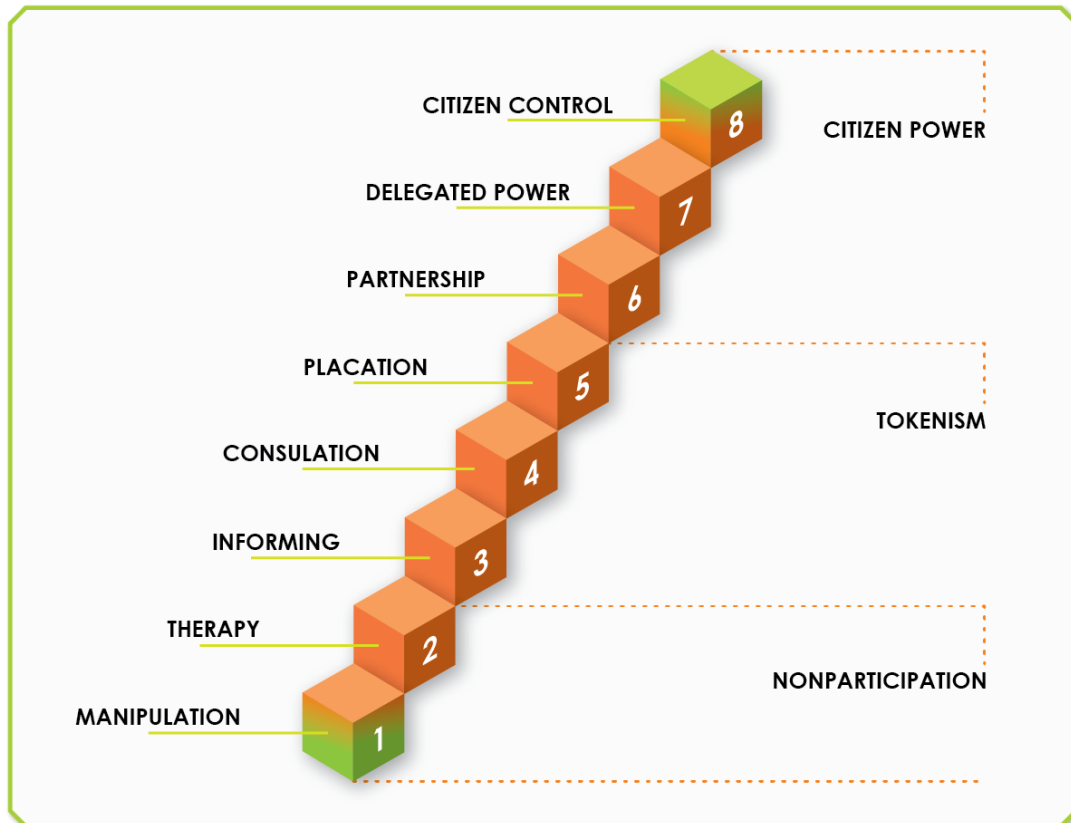 CITIZEN CONTROL
8
CITIZEN POWER
DELEGATED POWER
7
PARTNERSHIP
6
PLACATION
5
TOKENISM
CONSULATION
4
INFORMING
3
THERAPY
2
NONPARTICIPATION
MANIPULATION
1